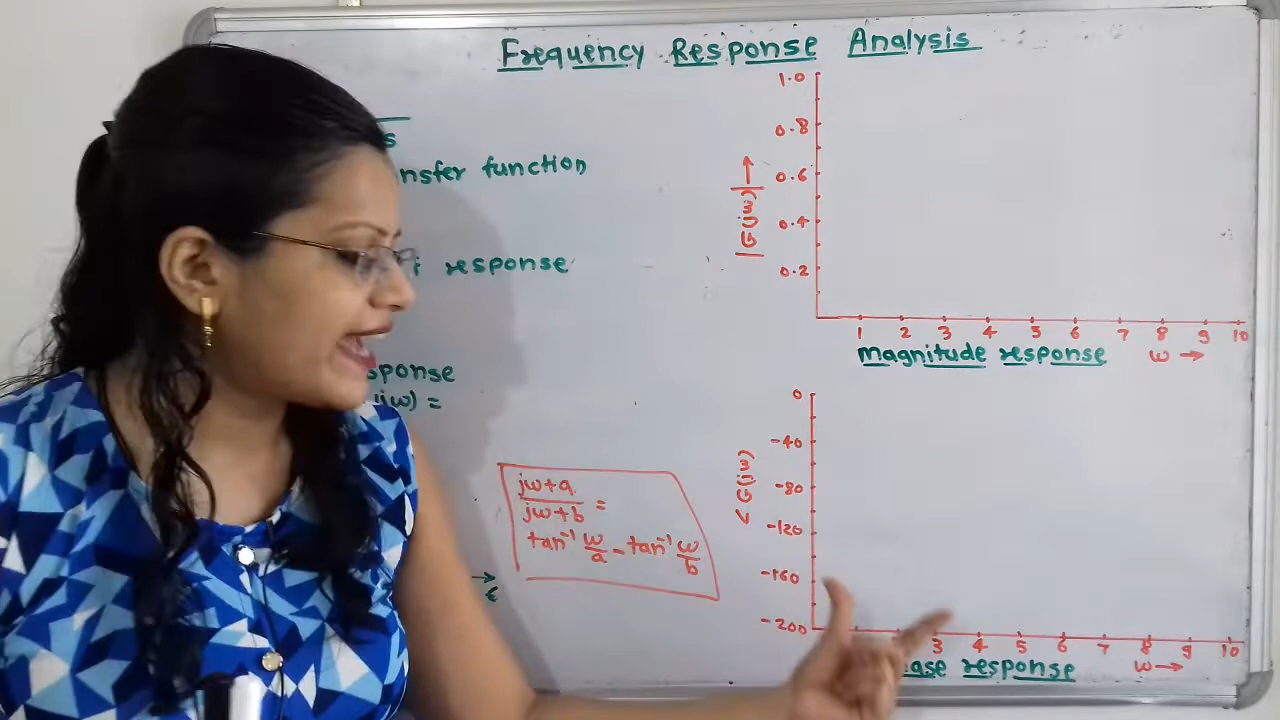 Frequency Response Analysis
s
nsfer function
response
sponse
(jω) =
jω+a
jω+b =
tan⁻¹ ω/a - tan⁻¹ ω/b
1.0
0.8
0.6
0.4
0.2
|G(jω)| →
1 2 3 4 5 6 7 8 9 10
Magnitude response ω →
0
-40
-80
-120
-160
-200
< G(jω)
3 4 5 6 7 8 9 10
ase response ω →